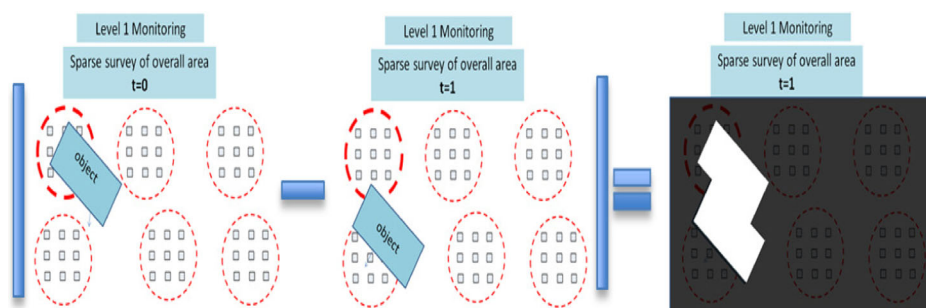 Level 1 Monitoring
Sparse survey of overall area
t=0
object
Level 1 Monitoring
Sparse survey of overall area
t=1
object
Level 1 Monitoring
Sparse survey of overall area
t=1